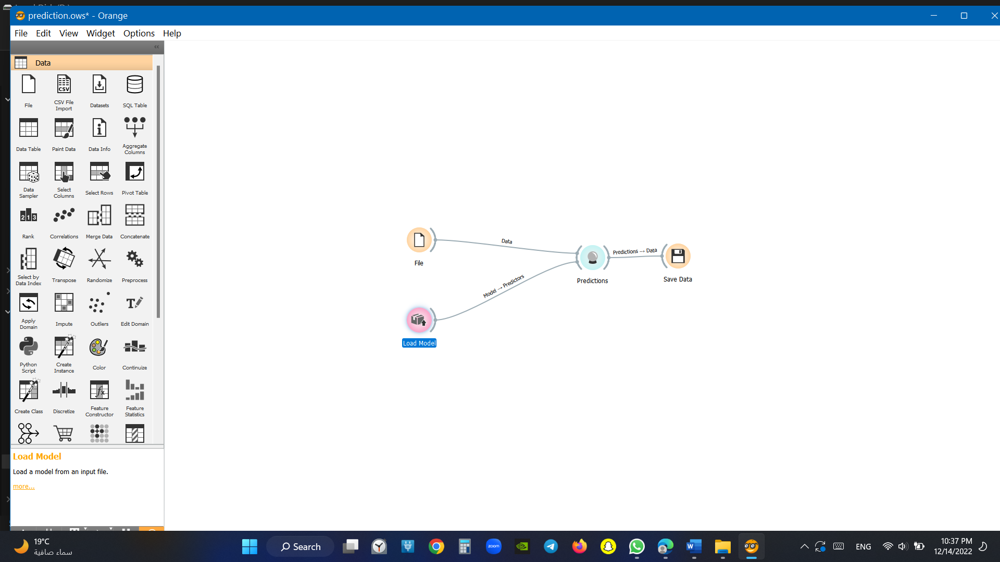 prediction.ows* - Orange
File Edit View Widget Options Help
Data
File
CSV File Import
Datasets
SQL Table
CSV
Data Table
Paint Data
Data Info
Aggregate Columns
Data Sampler
Select Columns
Select Rows
Pivot Table
2 1 3
Rank
Correlations
Merge Data
Concatenate
Select by Data Index
Transpose
Randomize
Preprocess
Apply Domain
Impute
Outliers
Edit Domain
Python Script
Create Instance
Color
Continuize
Create Class
Discretize
Feature Constructor
Feature Statistics
File
Data
Model → Predictors
Load Model
Predictions
Predictions → Data
Save Data
Load Model
Load a model from an input file.
more...
19°C
سماء صافية
Search
zoom
ENG
10:37 PM
12/14/2022